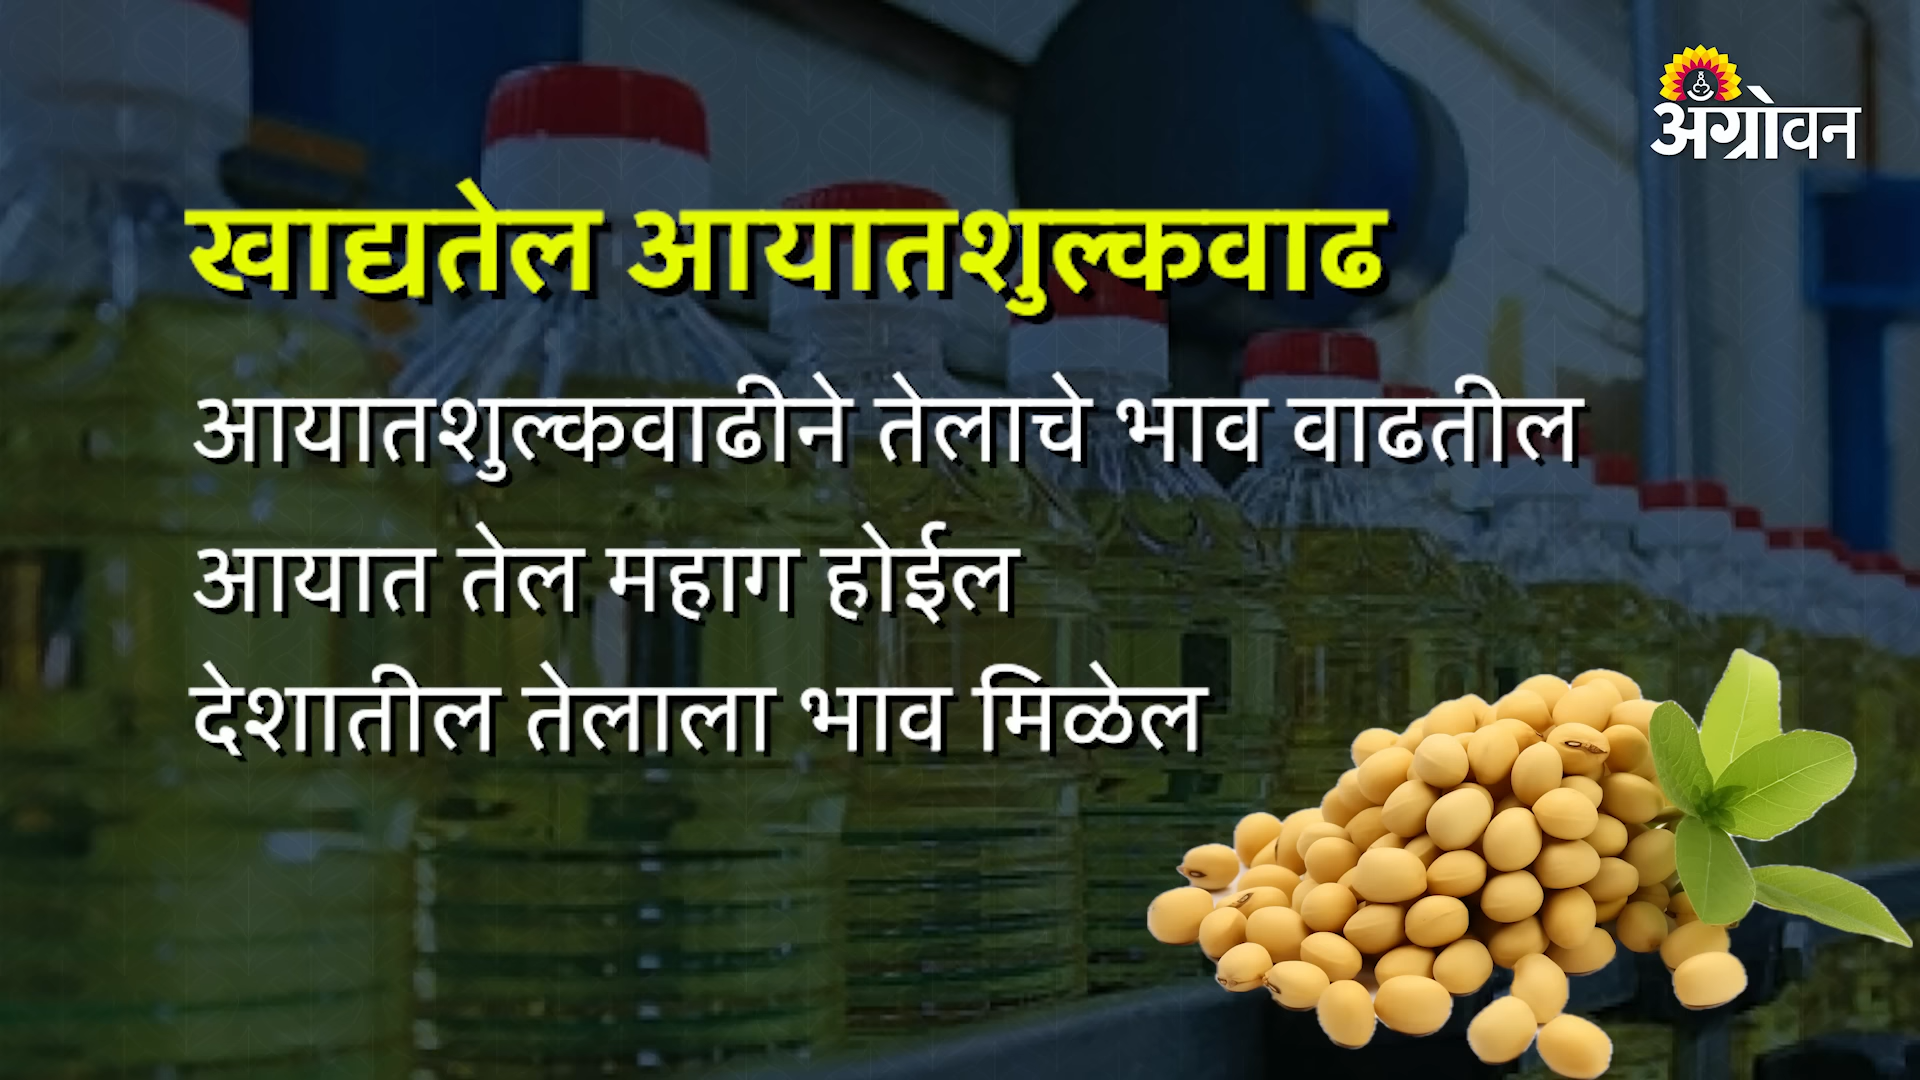 अॅग्रोवन
खाद्यतेल आयातशुल्कवाढ
आयातशुल्कवाढीने तेलाचे भाव वाढतील
आयात तेल महाग होईल
देशातील तेलाला भाव मिळेल